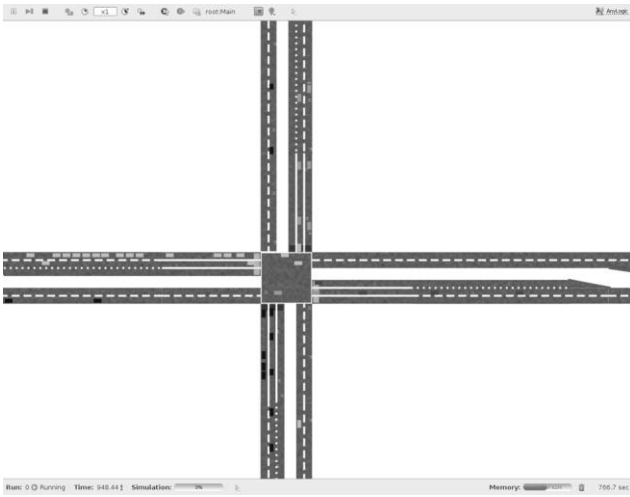 x1 root:Main AnyLogic
Run: 0 Running Time: 948.44 Simulation: Memory: 766.7 sec